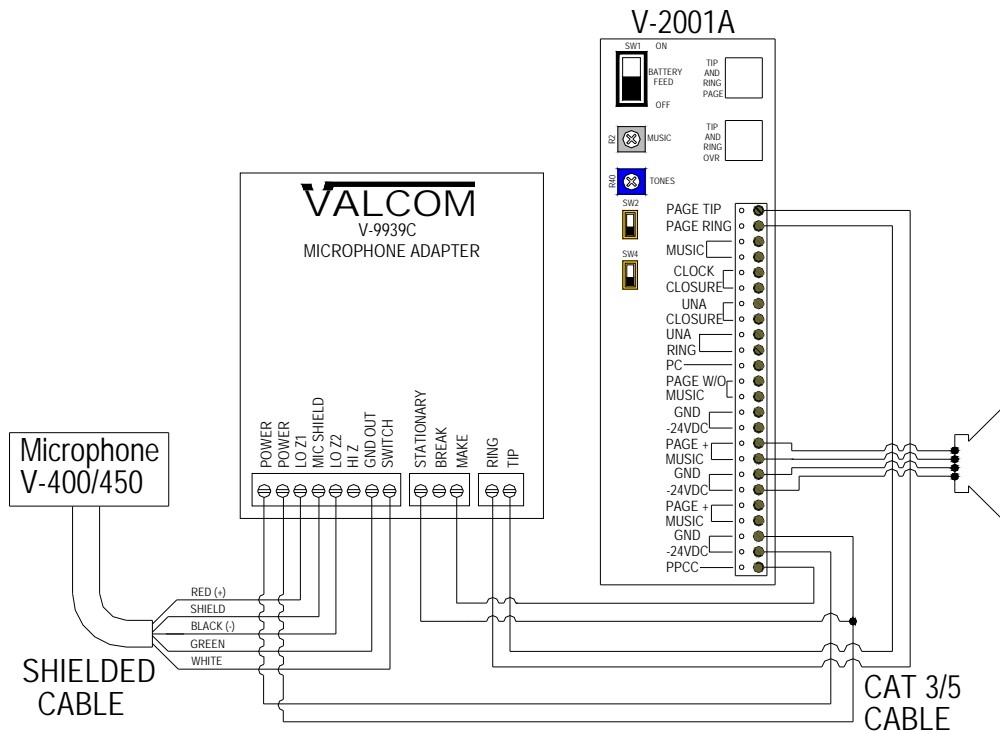 V-2001A
SW1
ON
BATTERY
FEED
OFF
TIP
AND
RING
PAGE
R2
MUSIC
TIP
AND
RING
OVR
R40
TONES
SW2
SW4
PAGE TIP
PAGE RING
MUSIC
CLOCK
CLOSURE
UNA
CLOSURE
UNA
RING
PC
PAGE W/O
MUSIC
GND
-24VDC
PAGE +
MUSIC
GND
-24VDC
PAGE +
MUSIC
GND
-24VDC
PPCC
VALCOM
V-9939C
MICROPHONE ADAPTER
POWER
POWER
LO Z1
MIC SHIELD
LO Z2
HI Z
GND OUT
SWITCH
STATIONARY
BREAK
MAKE
RING
TIP
Microphone
V-400/450
RED (+)
SHIELD
BLACK (-)
GREEN
WHITE
SHIELDED
CABLE
CAT 3/5
CABLE